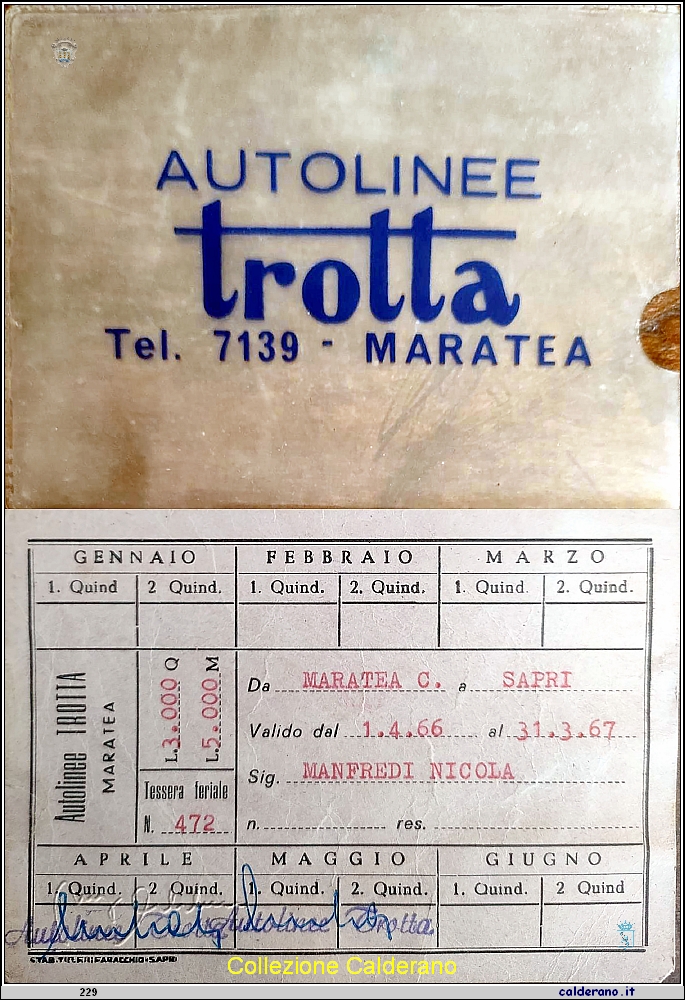 AUTOLINEE
trotta
Tel. 7139 - MARATEA
GENNAIO FEBBRAIO MARZO
1. Quind 2 Quind. 1. Quind. 2. Quind. 1. Quind. 2. Quind.
Autolinee TROTTA
MARATEA
L.3.000 Q
L.5.000 M
Tessera feriale
N. 472
Da MARATEA C. a SAPRI
Valido dal 1.4.66 al 31.3.67
Sig. MANFREDI NICOLA
n. res.
APRILE MAGGIO GIUGNO
1. Quind. 2 Quind. 1. Quind. 2. Quind. 1. Quind. 2 Quind
Autolinee Trotta
Collezione Calderano
229 calderano.it